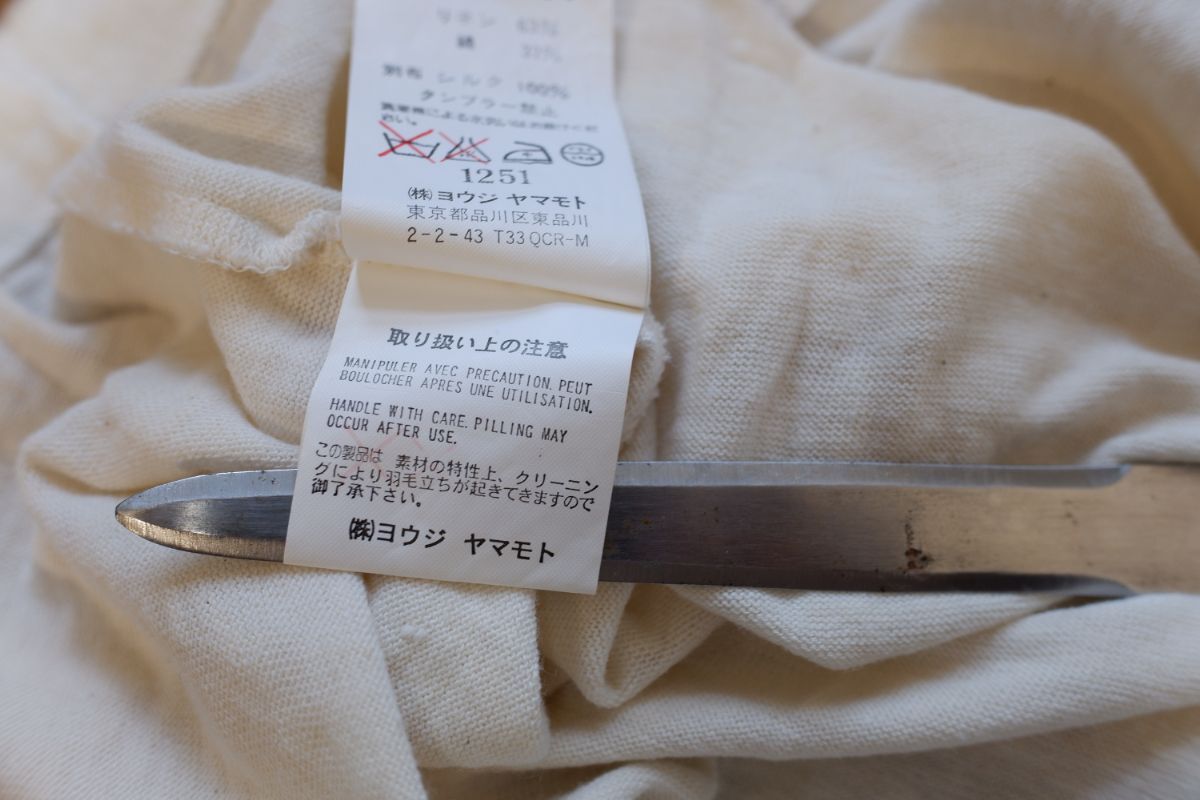 リネン 63%
綿 37%
別布 シルク 100%
タンブラー禁止
い。
1251
㈱ヨウジ ヤマモト
東京都品川区東品川
2-2-43 T33 QCR-M
取り扱い上の注意
MANIPULER AVEC PRECAUTION. PEUT
BOULOCHER APRES UNE UTILISATION.
HANDLE WITH CARE. PILLING MAY
OCCUR AFTER USE.
この製品は 素材の特性上、クリーニン
グにより羽毛立ちが起きてきますので
御了承下さい。
㈱ヨウジ ヤマモト